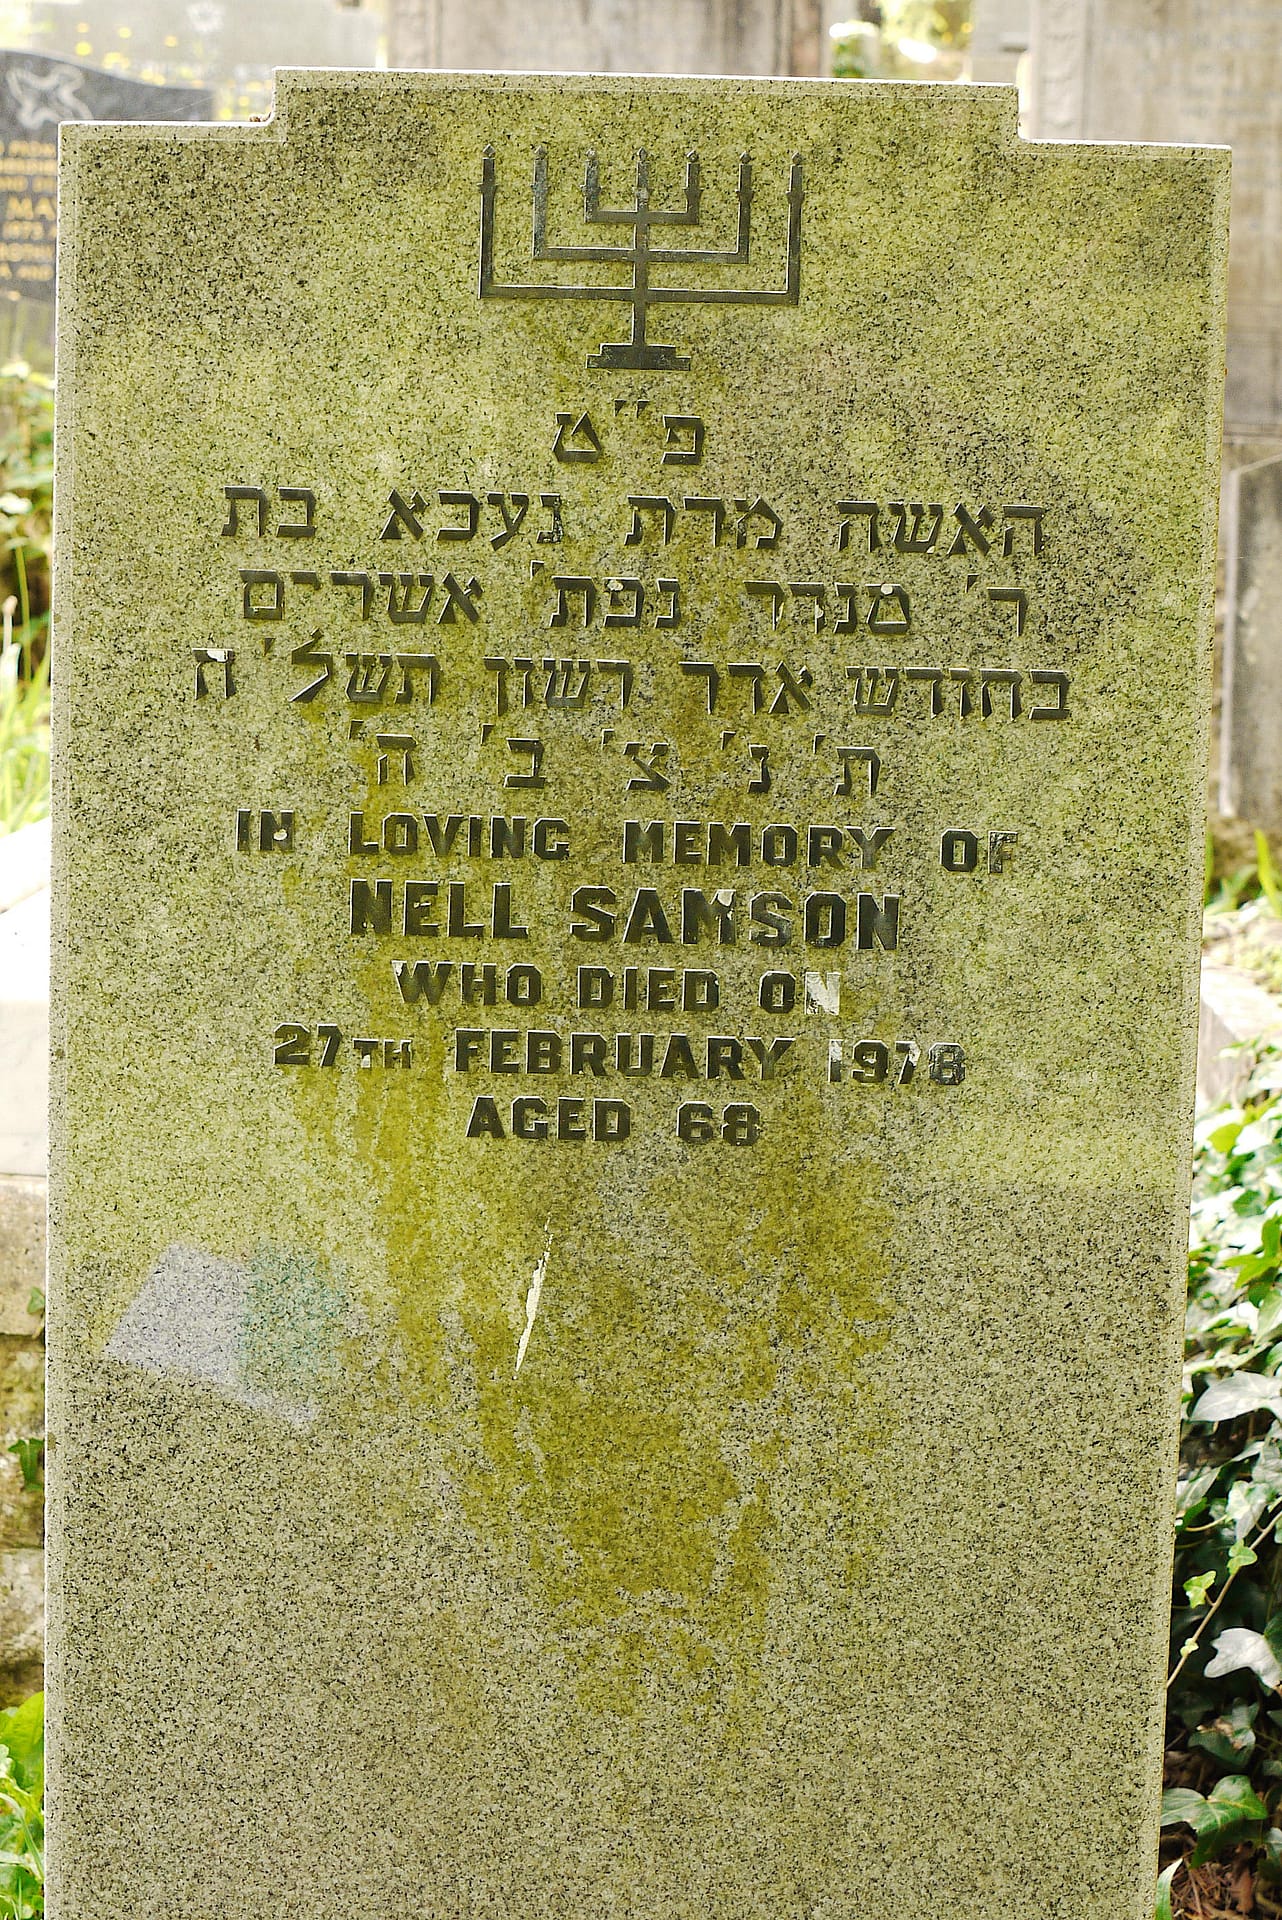 פ״ט
האשה מרת נעכא בת
ר׳ מנדר נפת׳ אשרים
בחודש אדר רשון תשל׳ה
ת׳ נ׳ צ׳ ב׳ ה׳
IN LOVING MEMORY OF
NELL SAMSON
WHO DIED ON
27TH FEBRUARY 1978
AGED 68